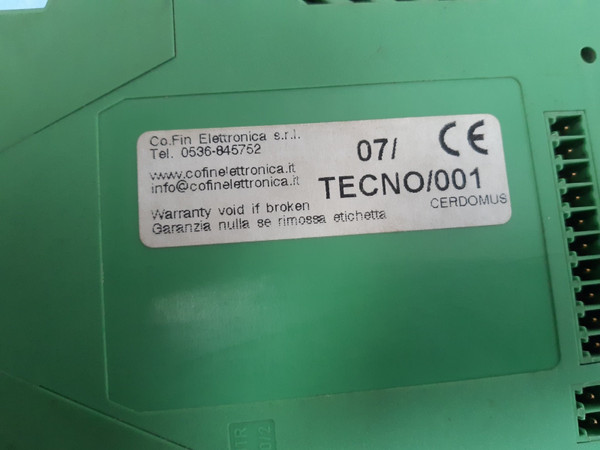 Co.Fin Elettronica s.r.l.
Tel. 0536-845752
www.cofinelettronica.it
info@cofinelettronica.it
Warranty void if broken
Garanzia nulla se rimossa etichetta
07/
CE
TECNO/001
CERDOMUS